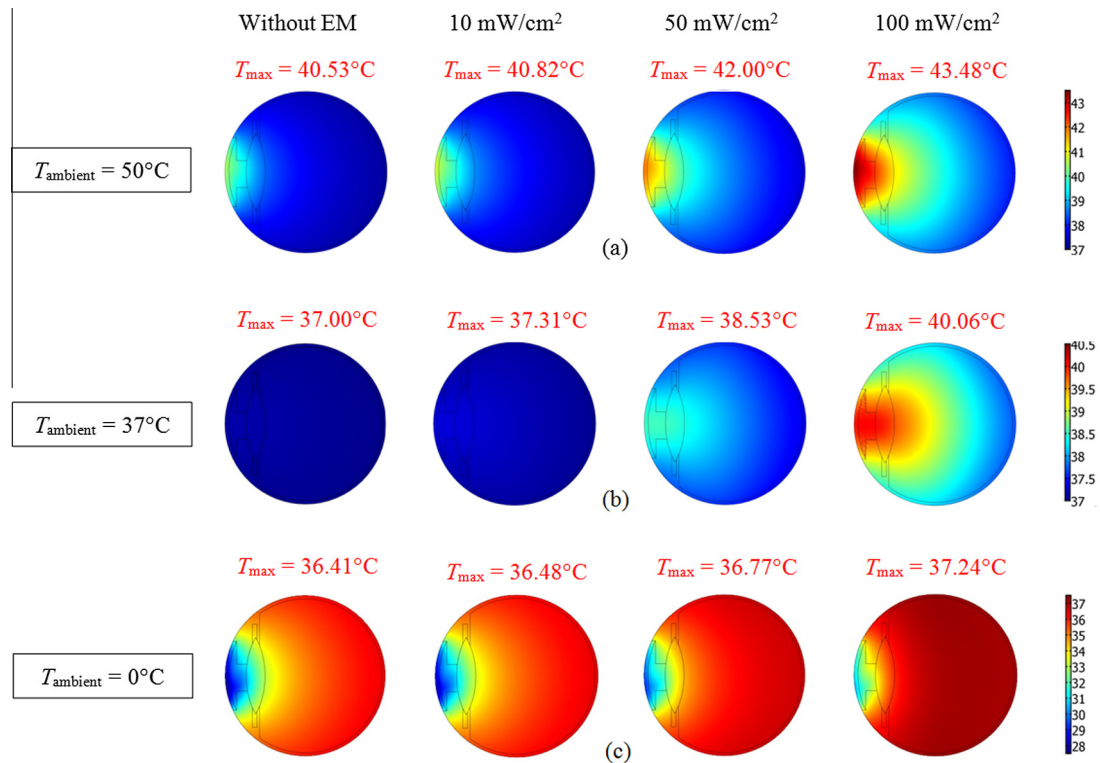 Without EM 10 mW/cm² 50 mW/cm² 100 mW/cm²
Tmax = 40.53°C Tmax = 40.82°C Tmax = 42.00°C Tmax = 43.48°C
Tambient = 50°C
43
42
41
40
39
38
37
(a)
Tmax = 37.00°C Tmax = 37.31°C Tmax = 38.53°C Tmax = 40.06°C
Tambient = 37°C
40.5
40
39.5
39
38.5
38
37.5
37
(b)
Tmax = 36.41°C Tmax = 36.48°C Tmax = 36.77°C Tmax = 37.24°C
Tambient = 0°C
37
36
35
34
33
32
31
30
29
28
(c)